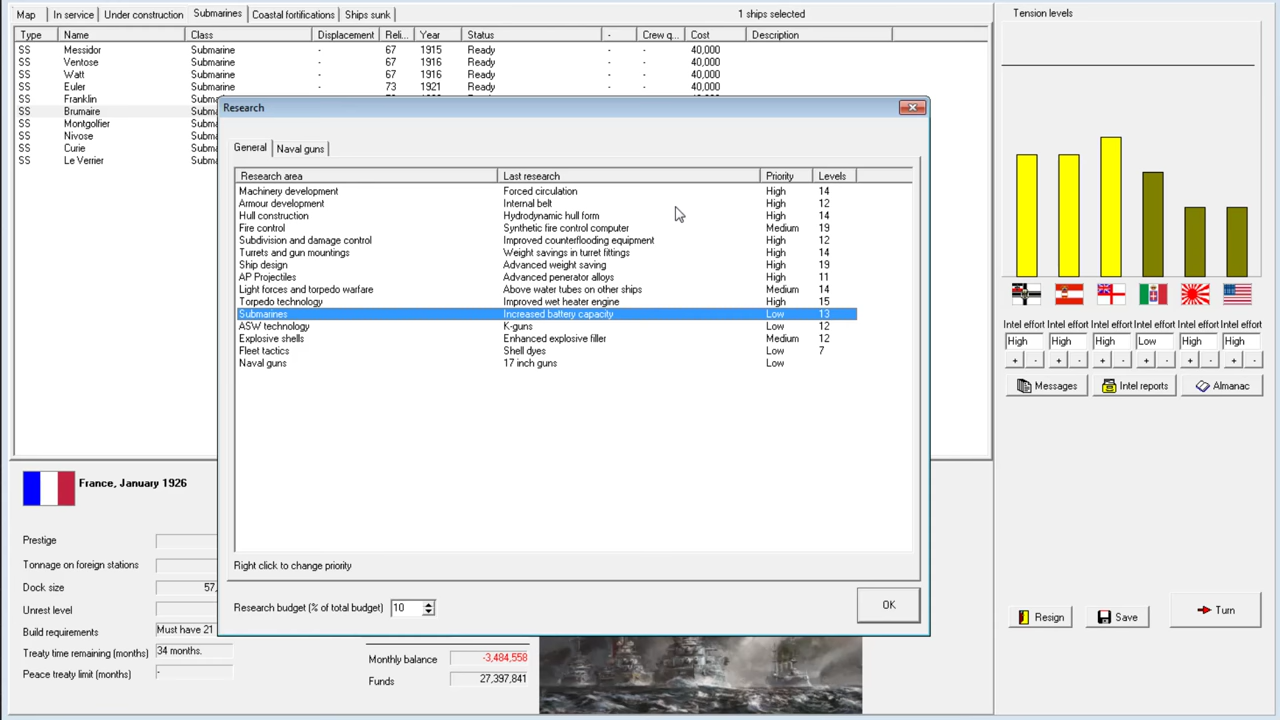 Map In service Under construction Submarines Coastal fortifications Ships sunk 1 ships selected Tension levels
Type Name Class Displacement Reli... Year Status - Crew q... Cost Description
SS Messidor Submarine - 67 1915 Ready - - 40,000
SS Ventose Submarine - 67 1916 Ready - - 40,000
SS Watt Submarine - 67 1916 Ready - - 40,000
SS Euler Submarine - 73 1921 Ready - - 40,000
SS Franklin
SS Brumaire
SS Montgolfier
SS Nivose
SS Curie
SS Le Verrier
Research
General Naval guns
Research area Last research Priority Levels
Machinery development Forced circulation High 14
Armour development Internal belt High 12
Hull construction Hydrodynamic hull form High 14
Fire control Synthetic fire control computer Medium 19
Subdivision and damage control Improved counterflooding equipment High 12
Turrets and gun mountings Weight savings in turret fittings High 14
Ship design Advanced weight saving High 19
AP Projectiles Advanced penerator alloys High 11
Light forces and torpedo warfare Above water tubes on other ships Medium 14
Torpedo technology Improved wet heater engine High 15
Submarines Increased battery capacity Low 13
ASW technology K-guns Low 12
Explosive shells Enhanced explosive filler Medium 12
Fleet tactics Shell dyes Low 7
Naval guns 17 inch guns Low
Right click to change priority
Research budget (% of total budget) 10
OK
Intel effort Intel effort Intel effort Intel effort Intel effort Intel effort
High High High Low High High
+ - + - + - + - + - + -
Messages Intel reports Almanac
Resign Save Turn
France, January 1926
Prestige
Tonnage on foreign stations
Dock size 57,
Unrest level
Build requirements Must have 21
Treaty time remaining (months) 34 months.
Peace treaty limit (months) -
Monthly balance -3,484,558
Funds 27,397,841